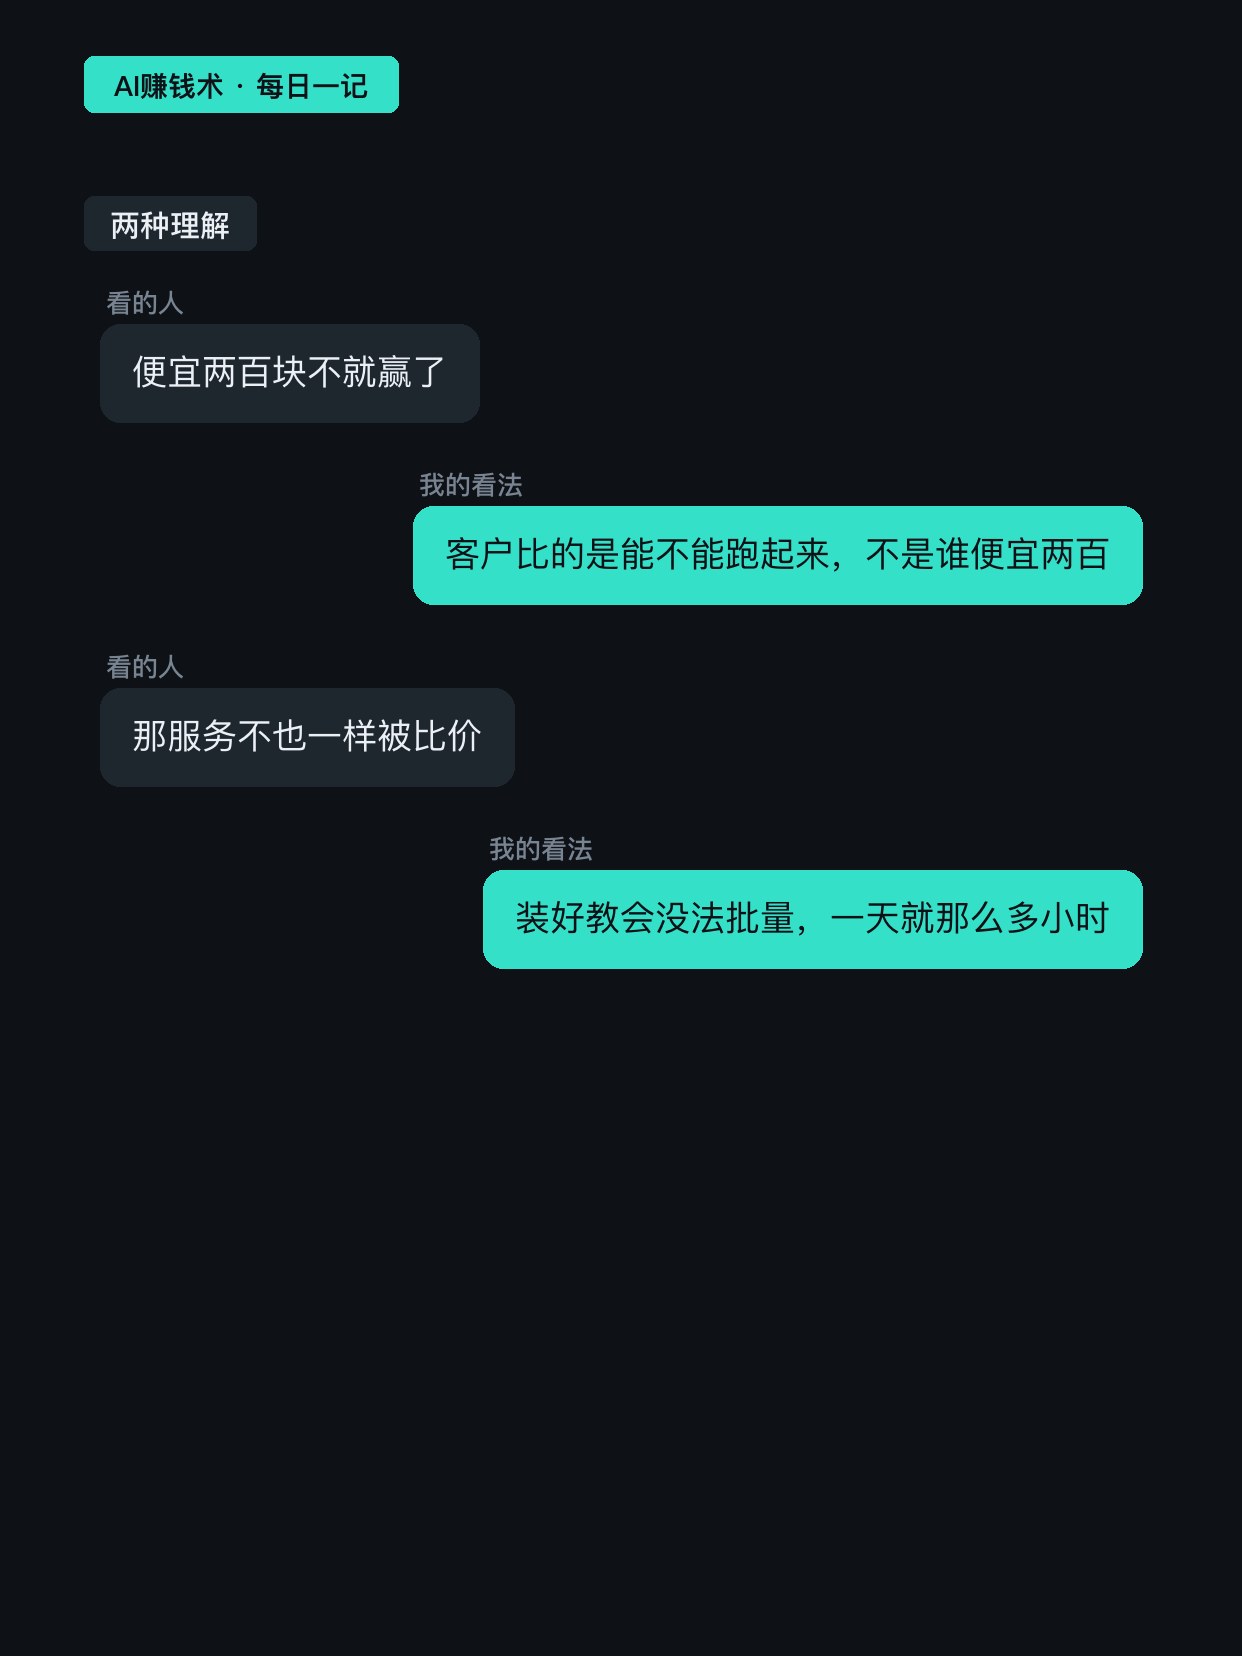 AI赚钱术 · 每日一记
两种理解
看的人
便宜两百块不就赢了
我的看法
客户比的是能不能跑起来，不是谁便宜两百
看的人
那服务不也一样被比价
我的看法
装好教会没法批量，一天就那么多小时